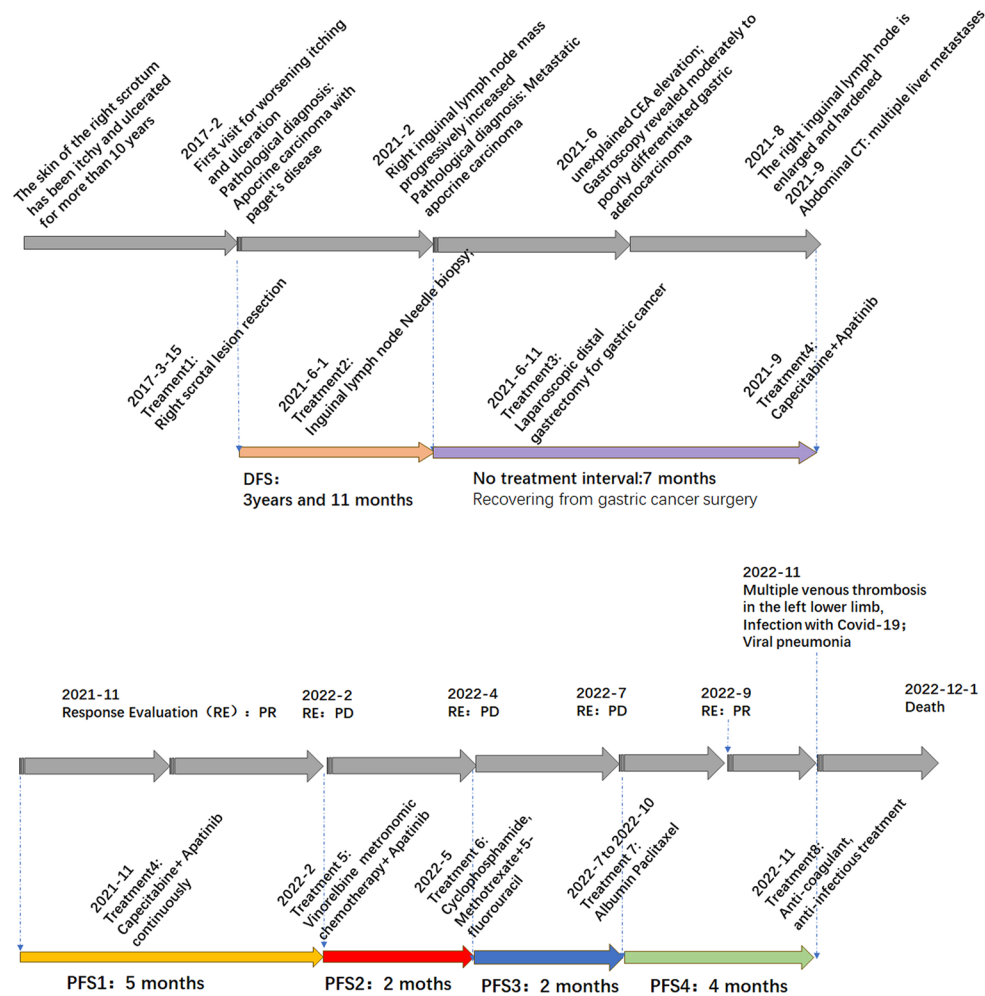 The skin of the right scrotum
has been itchy and ulcerated
for more than 10 years
2017-2
First visit for worsening itching
and ulceration
Pathological diagnosis:
Apocrine carcinoma with
paget's disease
2021-2
Right inguinal lymph node mass
progressively increased
Pathological diagnosis: Metastatic
apocrine carcinoma
2021-6
unexplained CEA elevation;
Gastroscopy revealed moderately to
poorly differentiated gastric
adenocarcinoma
2021-8
The right inguinal lymph node is
enlarged and hardened
2021-9
Abdominal CT: multiple liver metastases
2017-3-15
Treament1:
Right scrotal lesion resection
2021-6-1
Treatment2:
Inguinal lymph node Needle biopsy;
2021-6-11
Treatment3:
Laparoscopic distal
gastrectomy for gastric cancer
2021-9
Treatment4:
Capecitabine+Apatinib
DFS:
3years and 11 months
No treatment interval:7 months
Recovering from gastric cancer surgery
2022-11
Multiple venous thrombosis
in the left lower limb,
Infection with Covid-19;
Viral pneumonia
2021-11
Response Evaluation（RE）: PR
2022-2
RE: PD
2022-4
RE: PD
2022-7
RE: PD
2022-9
RE: PR
2022-12-1
Death
2021-11
Treatment4:
Capecitabine+ Apatinib
continuously
2022-2
Treatment 5:
Vinorelbine metronomic
chemotherapy+ Apatinib
2022-5
Treatment 6:
Cyclophosphamide,
Methotrexate+5-
fluorouracil
2022-7 to 2022-10
Treatment 7:
Albumin Paclitaxel
2022-11
Treatment8:
Anti-coagulant,
anti-infectious treatment
PFS1: 5 months
PFS2: 2 moths
PFS3: 2 months
PFS4: 4 months